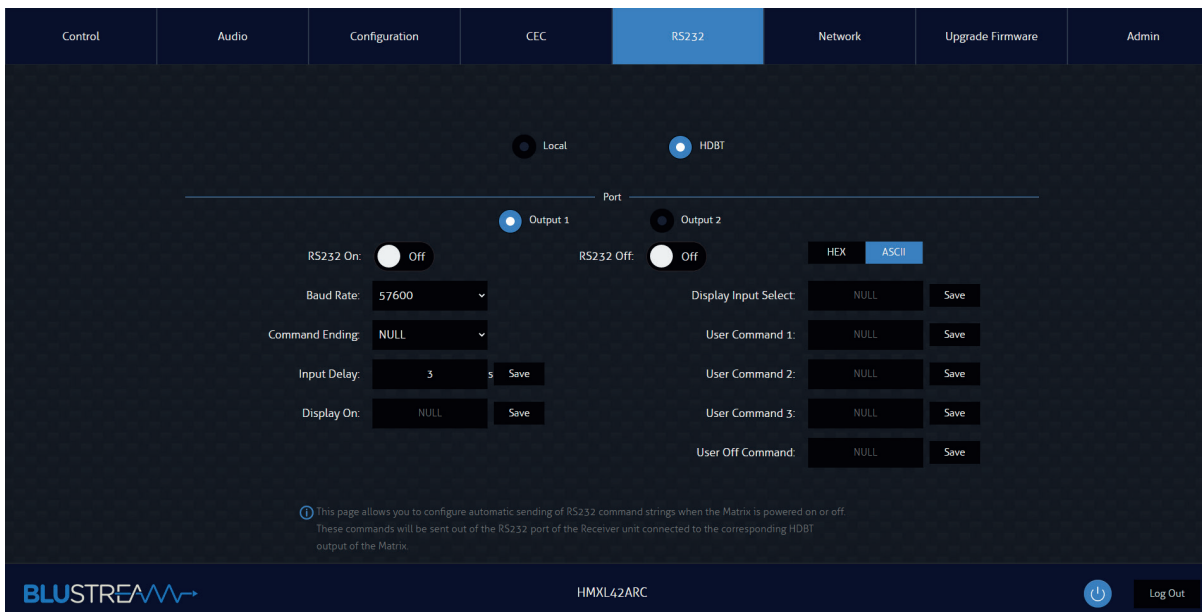 Control Audio Configuration CEC RS232 Network Upgrade Firmware Admin
Local HDBT
Port
Output 1 Output 2
RS232 On: Off RS232 Off: Off HEX ASCII
Baud Rate: 57600 Display Input Select: NULL Save
Command Ending: NULL User Command 1: NULL Save
Input Delay: 3 s Save User Command 2: NULL Save
Display On: NULL Save User Command 3: NULL Save
User Off Command: NULL Save
This page allows you to configure automatic sending of RS232 command strings when the Matrix is powered on or off.
These commands will be sent out of the RS232 port of the Receiver unit connected to the corresponding HDBT
output of the Matrix.
BLUSTREAM HMXL42ARC Log Out